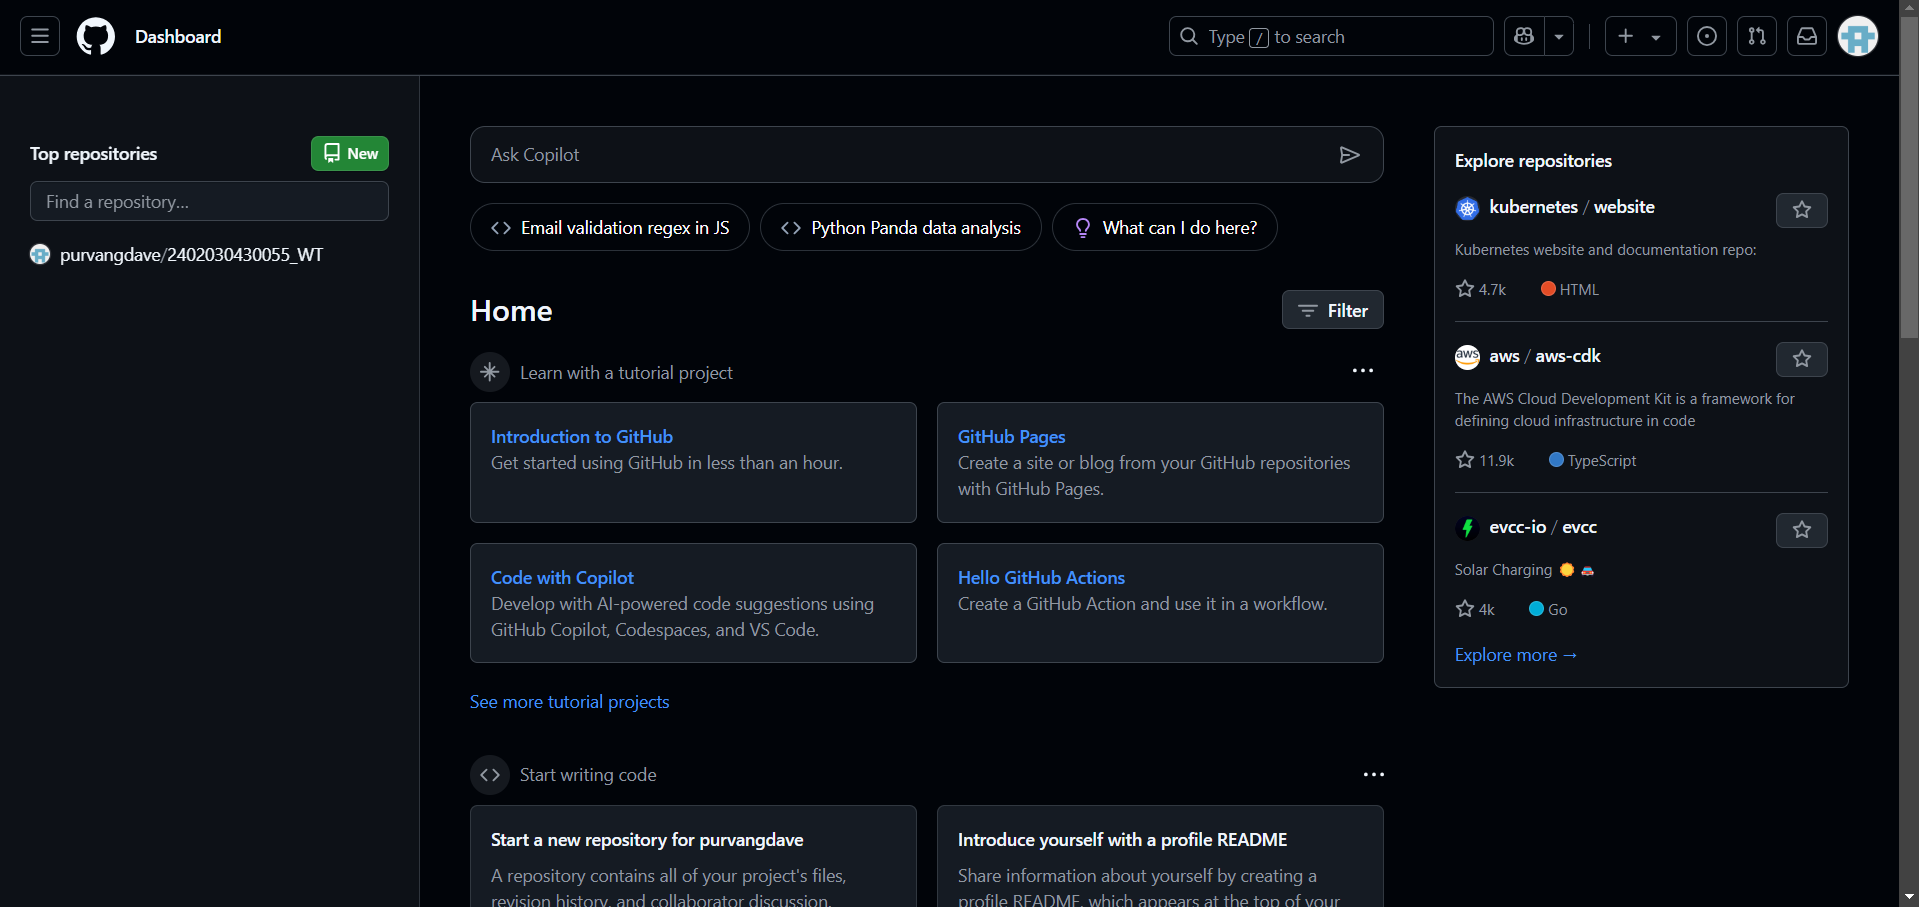 Dashboard
Type / to search
Top repositories
New
Find a repository...
purvangdave/2402030430055_WT
Ask Copilot
Email validation regex in JS
Python Panda data analysis
What can I do here?
Home
Filter
Learn with a tutorial project
Introduction to GitHub
Get started using GitHub in less than an hour.
GitHub Pages
Create a site or blog from your GitHub repositories
with GitHub Pages.
Code with Copilot
Develop with AI-powered code suggestions using
GitHub Copilot, Codespaces, and VS Code.
Hello GitHub Actions
Create a GitHub Action and use it in a workflow.
See more tutorial projects
Start writing code
Start a new repository for purvangdave
A repository contains all of your project's files,
revision history, and collaborator discussion.
Introduce yourself with a profile README
Share information about yourself by creating a
profile README, which appears at the top of your
Explore repositories
kubernetes / website
Kubernetes website and documentation repo:
4.7k
HTML
aws
aws / aws-cdk
The AWS Cloud Development Kit is a framework for
defining cloud infrastructure in code
11.9k
TypeScript
evcc-io / evcc
Solar Charging ☀️ 🚘
4k
Go
Explore more →